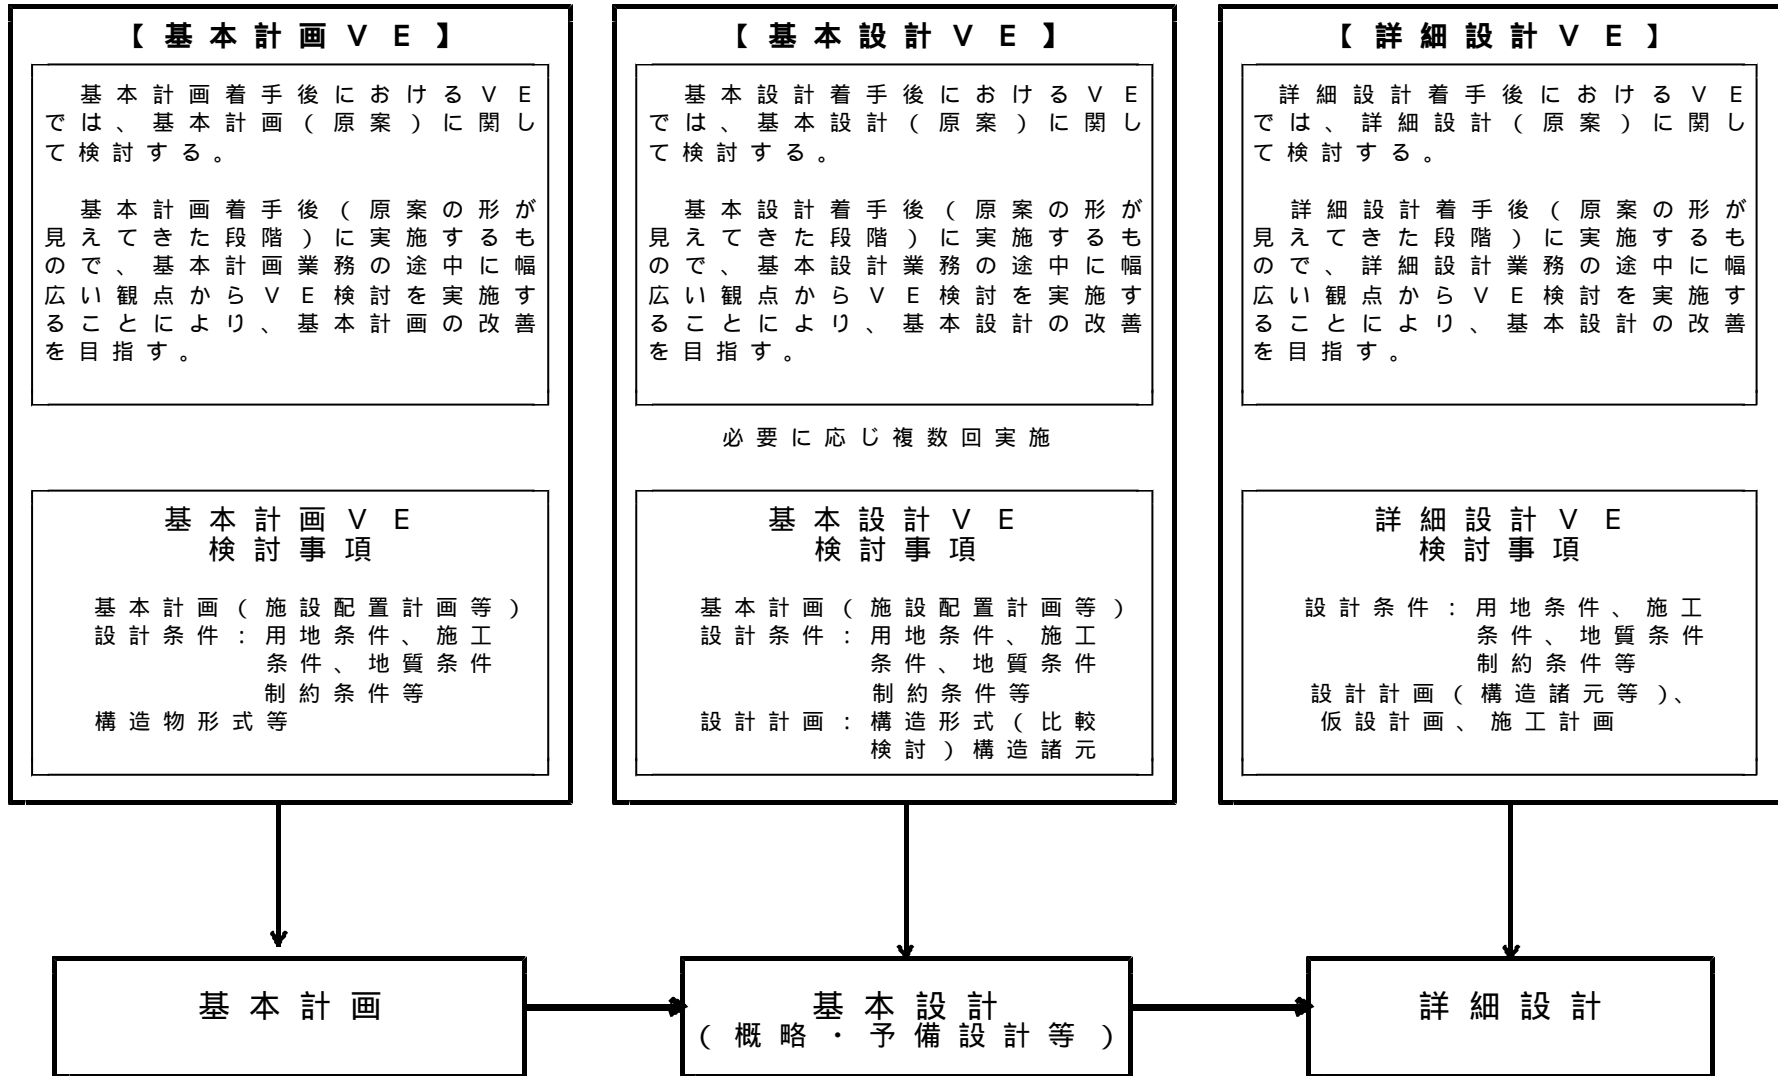 【基本計画ＶＥ】
基本計画着手後におけるＶＥ
では、基本計画（原案）に関し
て検討する。
基本計画着手後（原案の形が
見えてきた段階）に実施するも
ので、基本計画業務の途中に幅
広い観点からＶＥ検討を実施す
ることにより、基本計画の改善
を目指す。
基本計画ＶＥ
検討事項
基本計画（施設配置計画等）
設計条件：用地条件、施工
条件、地質条件
制約条件等
構造物形式等
【基本設計ＶＥ】
基本設計着手後におけるＶＥ
では、基本設計（原案）に関し
て検討する。
基本設計着手後（原案の形が
見えてきた段階）に実施するも
ので、基本設計業務の途中に幅
広い観点からＶＥ検討を実施す
ることにより、基本設計の改善
を目指す。
必要に応じ複数回実施
基本設計ＶＥ
検討事項
基本計画（施設配置計画等）
設計条件：用地条件、施工
条件、地質条件
制約条件等
設計計画：構造形式（比較
検討）構造諸元
【詳細設計ＶＥ】
詳細設計着手後におけるＶＥ
では、詳細設計（原案）に関し
て検討する。
詳細設計着手後（原案の形が
見えてきた段階）に実施するも
ので、詳細設計業務の途中に幅
広い観点からＶＥ検討を実施す
ることにより、基本設計の改善
を目指す。
詳細設計ＶＥ
検討事項
設計条件：用地条件、施工
条件、地質条件
制約条件等
設計計画（構造諸元等）、
仮設計画、施工計画
基本計画
基本設計
（概略・予備設計等）
詳細設計